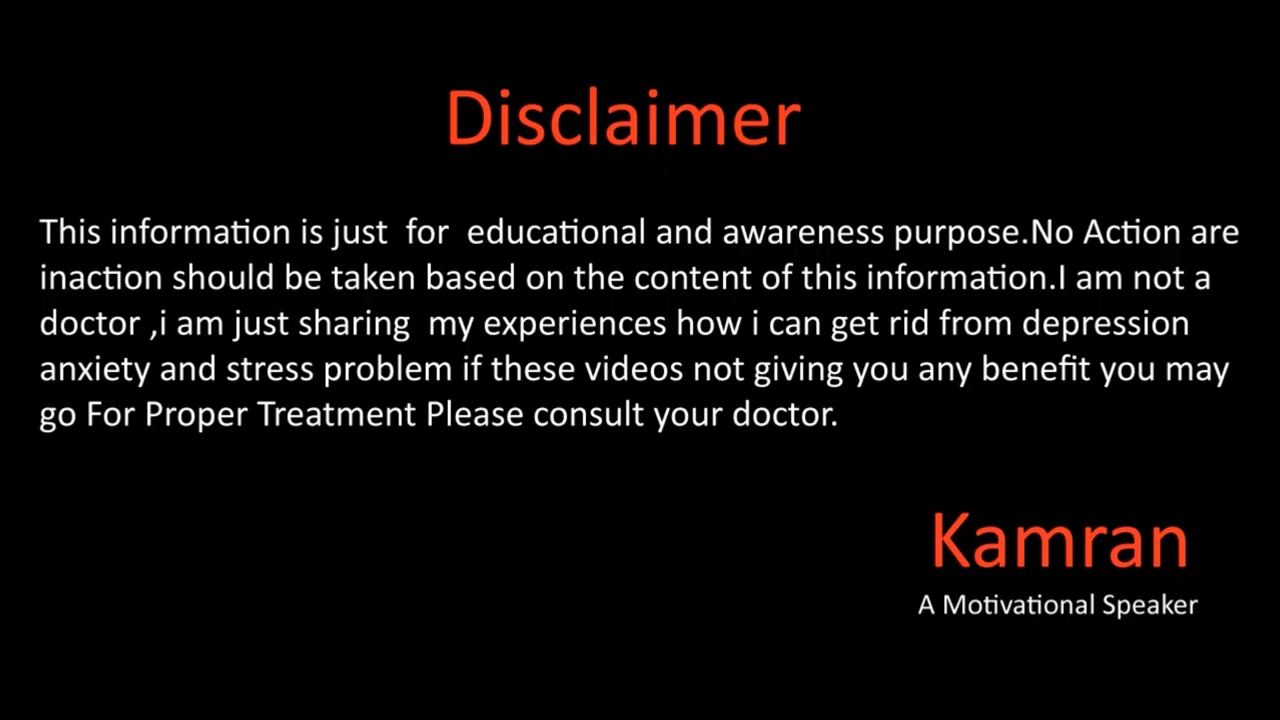 Disclaimer
This information is just  for  educational and awareness purpose.No Action are
inaction should be taken based on the content of this information.I am not a
doctor ,i am just sharing  my experiences how i can get rid from depression
anxiety and stress problem if these videos not giving you any benefit you may
go For Proper Treatment Please consult your doctor.
Kamran
A Motivational Speaker